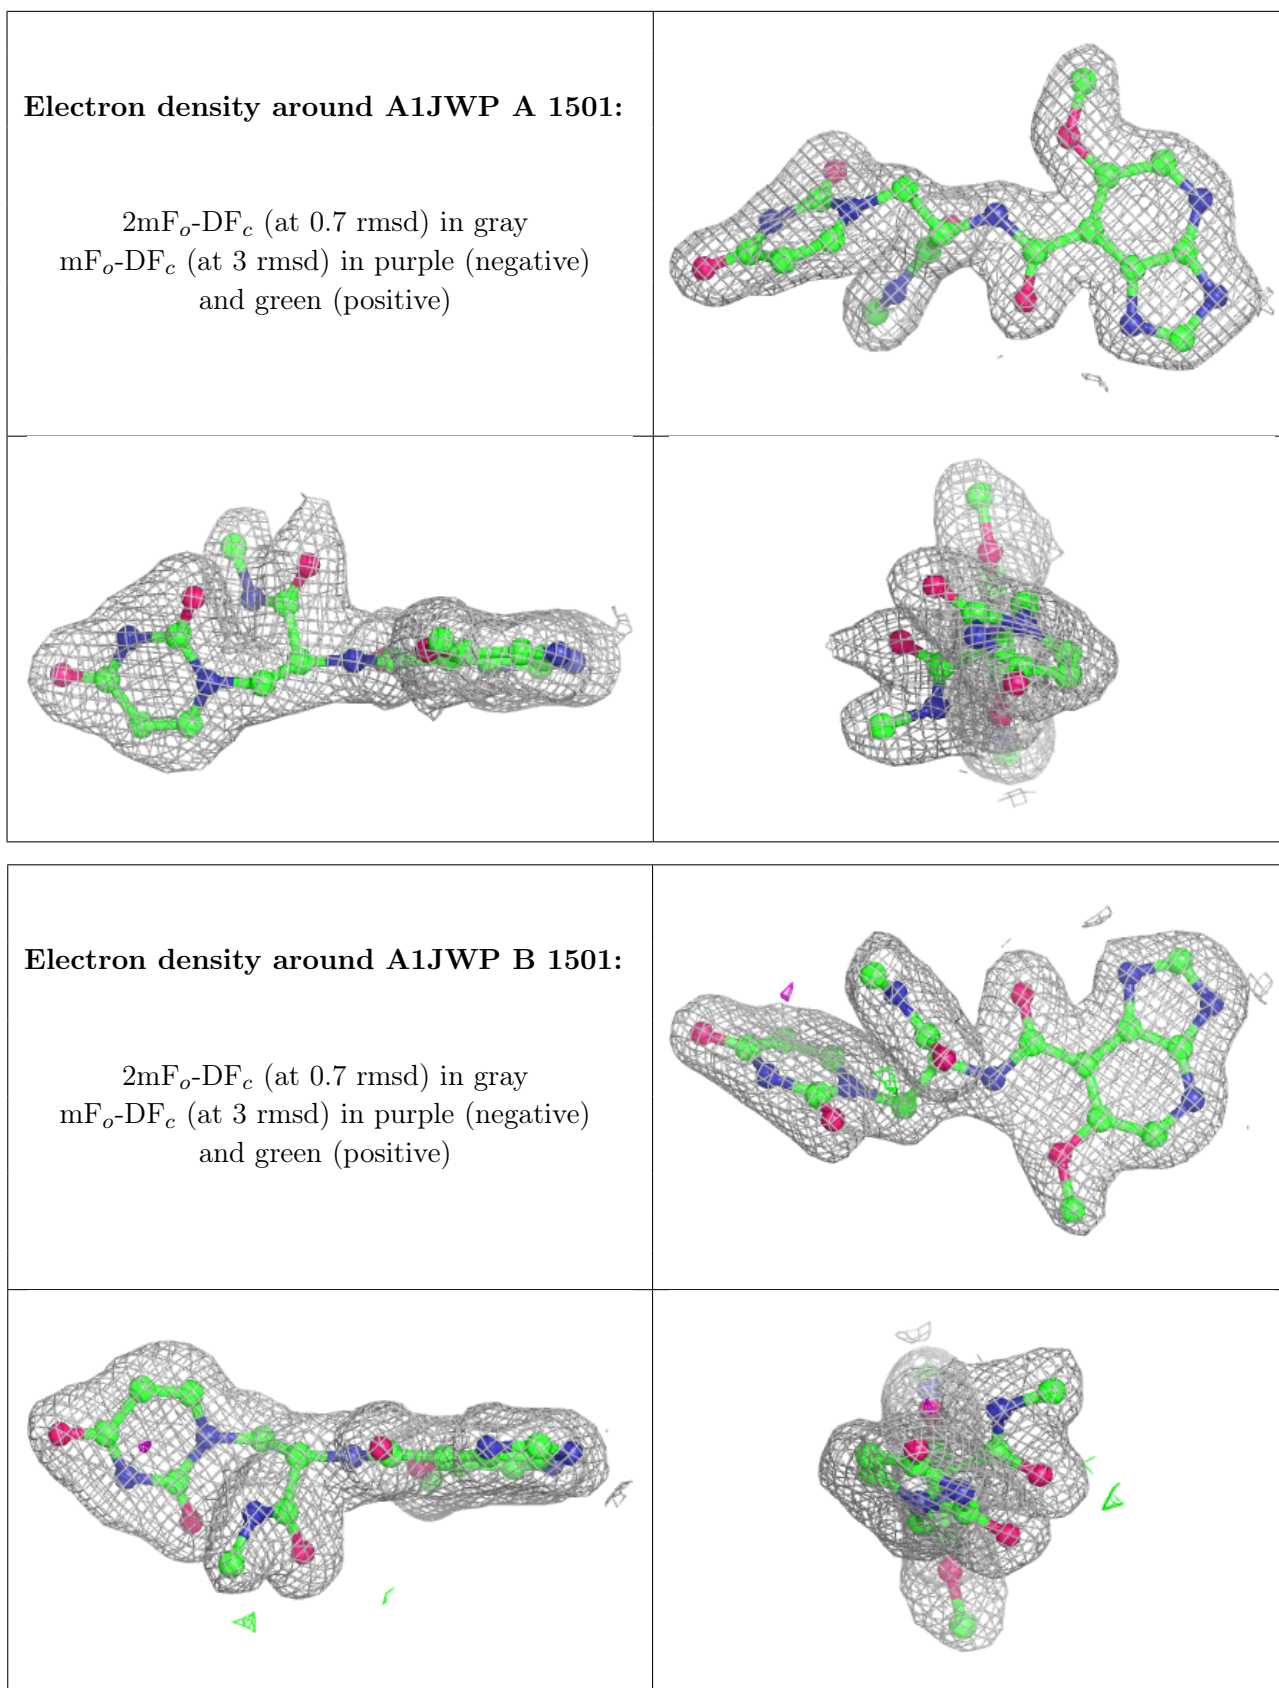 Electron density around A1JWP A 1501:
2mFo-DFc (at 0.7 rmsd) in gray
mFo-DFc (at 3 rmsd) in purple (negative)
and green (positive)
Electron density around A1JWP B 1501:
2mFo-DFc (at 0.7 rmsd) in gray
mFo-DFc (at 3 rmsd) in purple (negative)
and green (positive)